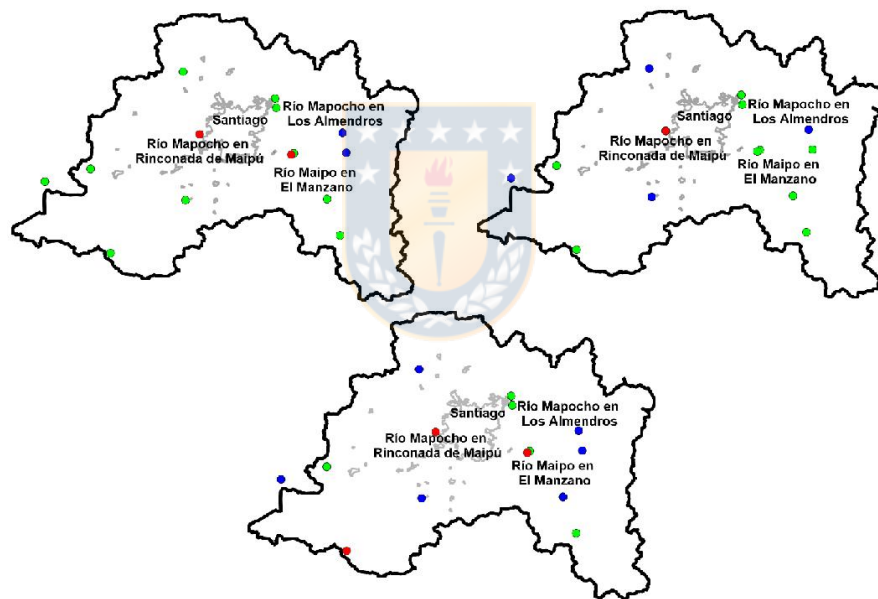 Santiago
Río Mapocho en
Los Almendros
Río Mapocho en
Rinconada de Maipú
Río Maipo en
El Manzano
Santiago
Río Mapocho en
Los Almendros
Río Mapocho en
Rinconada de Maipú
Río Maipo en
El Manzano
Santiago
Río Mapocho en
Los Almendros
Río Mapocho en
Rinconada de Maipú
Río Maipo en
El Manzano